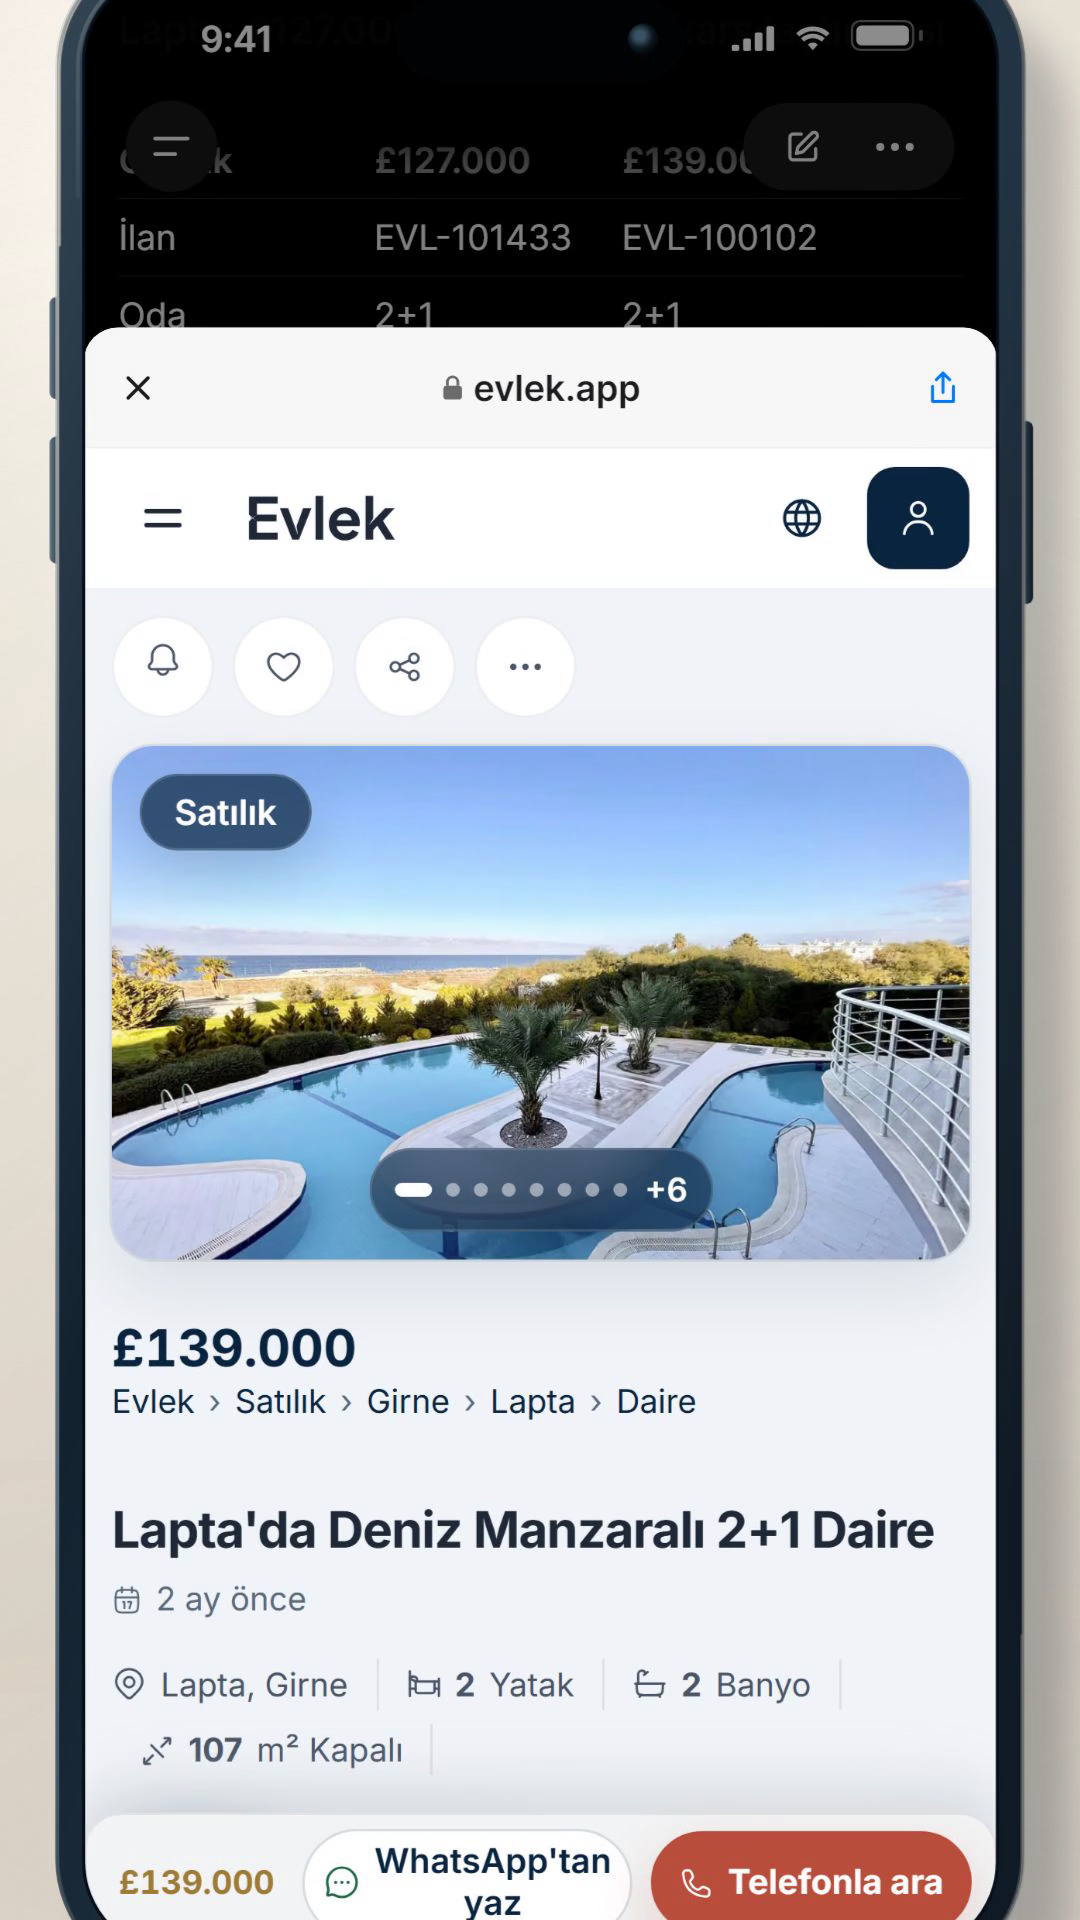 9:41
£127.000 £139.00
İlan EVL-101433 EVL-100102
Oda 2+1 2+1
evlek.app
Evlek
Satılık
+6
£139.000
Evlek › Satılık › Girne › Lapta › Daire
Lapta'da Deniz Manzaralı 2+1 Daire
17 2 ay önce
Lapta, Girne 2 Yatak 2 Banyo
107 m² Kapalı
£139.000 WhatsApp'tan yaz Telefonla ara